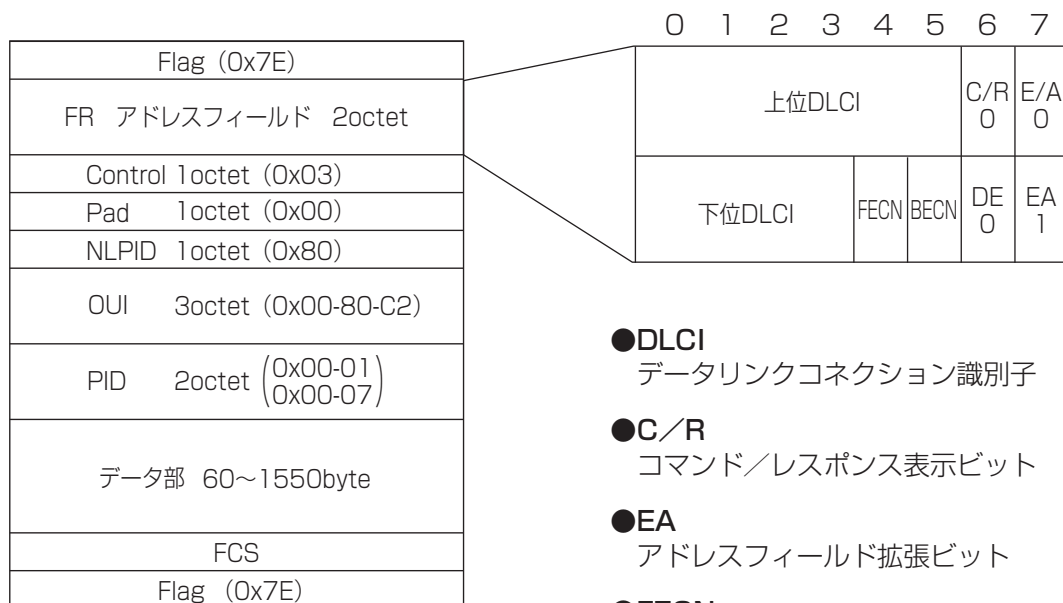 Flag (0x7E)
FR アドレスフィールド 2octet
Control 1octet (0x03)
Pad 1octet (0x00)
NLPID 1octet (0x80)
OUI 3octet (0x00-80-C2)
PID 2octet (0x00-01
0x00-07)
データ部 60~1550byte
FCS
Flag (0x7E)
0 1 2 3 4 5 6 7
上位DLCI C/R 0 E/A 0
下位DLCI FECN BECN DE 0 EA 1
●DLCI
データリンクコネクション識別子
●C/R
コマンド/レスポンス表示ビット
●EA
アドレスフィールド拡張ビット